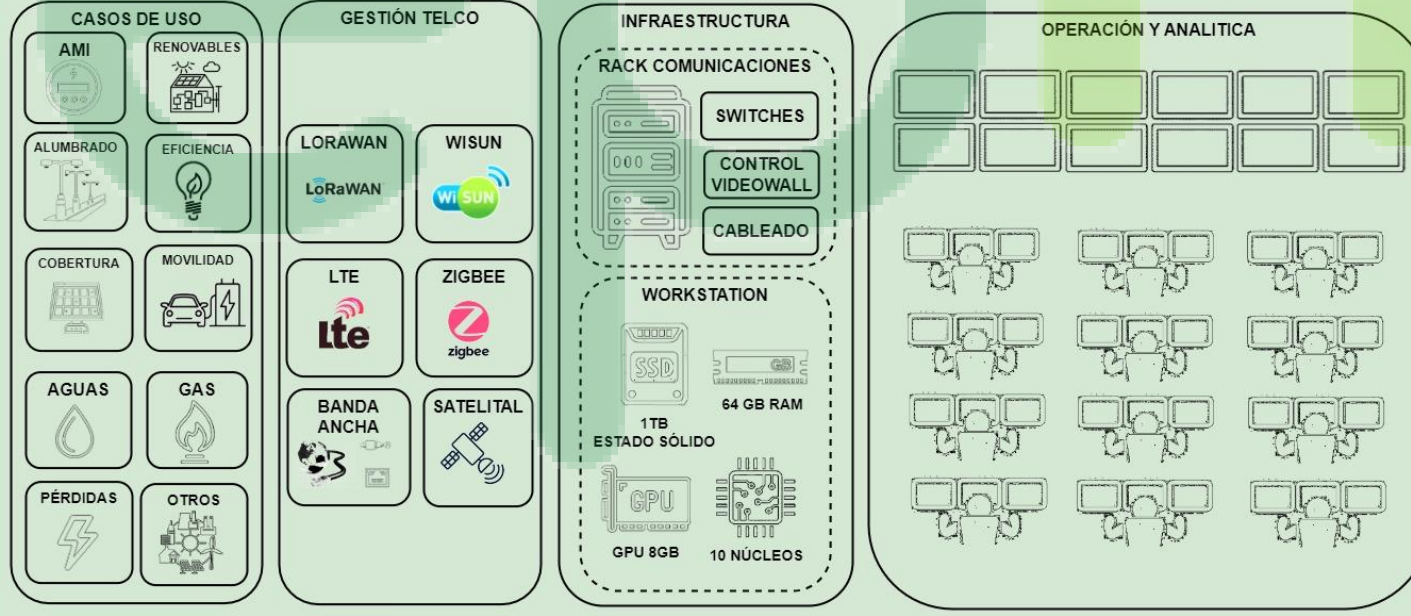 CASOS DE USO
AMI
RENOVABLES
ALUMBRADO
EFICIENCIA
COBERTURA
MOVILIDAD
AGUAS
GAS
PÉRDIDAS
OTROS
GESTIÓN TELCO
LORAWAN
LoRaWAN
WISUN
Wi SUN
LTE
Lte
ZIGBEE
zigbee
BANDA
ANCHA
SATELITAL
INFRAESTRUCTURA
RACK COMUNICACIONES
SWITCHES
CONTROL
VIDEOWALL
CABLEADO
WORKSTATION
SSD
1TB
ESTADO SÓLIDO
GB
64 GB RAM
GPU
GPU 8GB
10 NÚCLEOS
OPERACIÓN Y ANALITICA